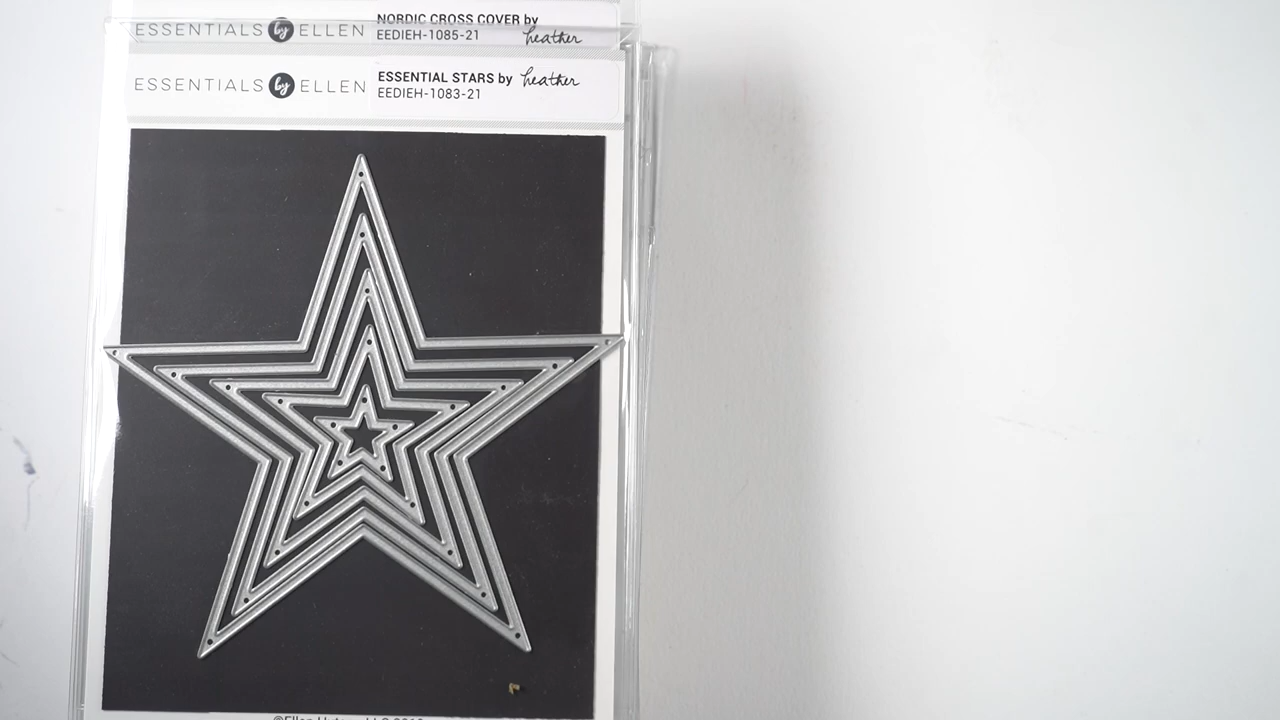 ESSENTIALS by ELLEN NORDIC CROSS COVER by
EEDIEH-1085-21 heather
ESSENTIALS by ELLEN ESSENTIAL STARS by heather
EEDIEH-1083-21